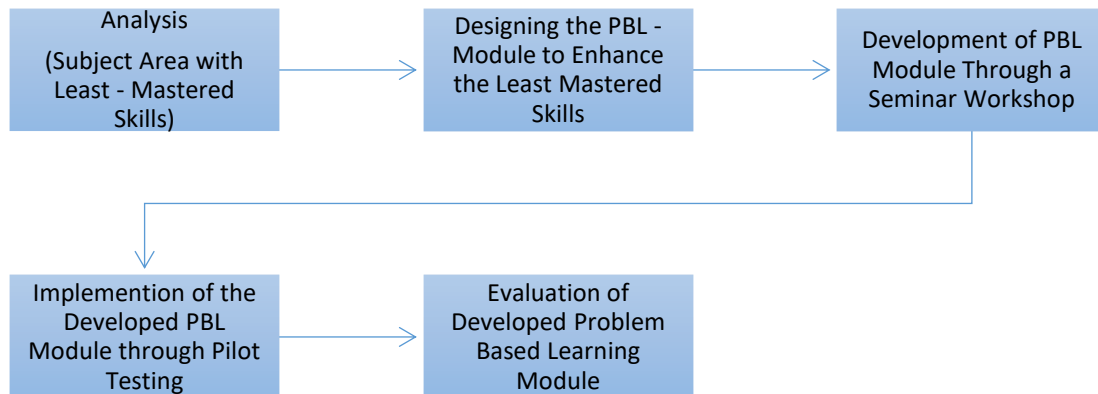 Analysis
(Subject Area with
Least - Mastered
Skills)
Designing the PBL -
Module to Enhance
the Least Mastered
Skills
Development of PBL
Module Through a
Seminar Workshop
Implemention of the
Developed PBL
Module through Pilot
Testing
Evaluation of
Developed Problem
Based Learning
Module